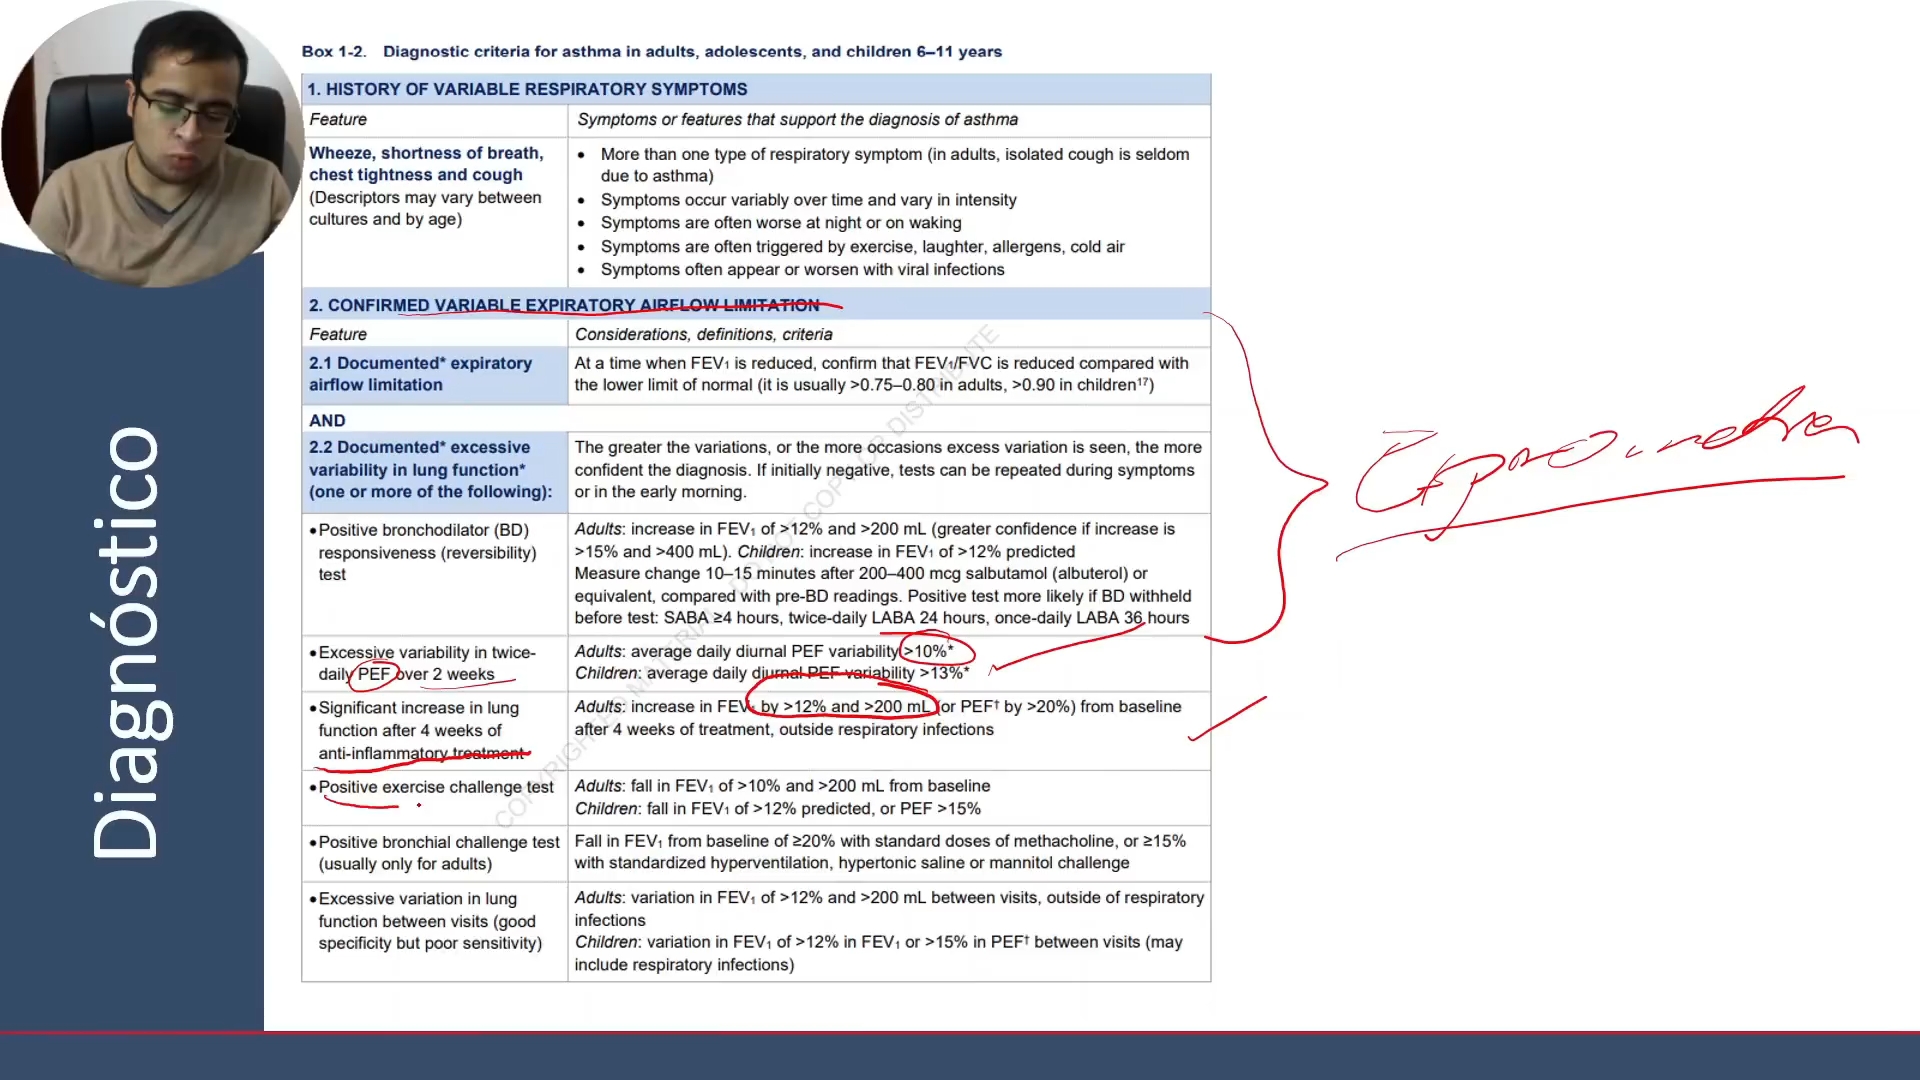 Diagnóstico
Box 1-2. Diagnostic criteria for asthma in adults, adolescents, and children 6–11 years
1. HISTORY OF VARIABLE RESPIRATORY SYMPTOMS
Feature
Symptoms or features that support the diagnosis of asthma
Wheeze, shortness of breath,
chest tightness and cough
(Descriptors may vary between
cultures and by age)
• More than one type of respiratory symptom (in adults, isolated cough is seldom
due to asthma)
• Symptoms occur variably over time and vary in intensity
• Symptoms are often worse at night or on waking
• Symptoms are often triggered by exercise, laughter, allergens, cold air
• Symptoms often appear or worsen with viral infections
2. CONFIRMED VARIABLE EXPIRATORY AIRFLOW LIMITATION
Feature
Considerations, definitions, criteria
2.1 Documented* expiratory
airflow limitation
At a time when FEV₁ is reduced, confirm that FEV₁/FVC is reduced compared with
the lower limit of normal (it is usually >0.75–0.80 in adults, >0.90 in children¹⁷)
AND
2.2 Documented* excessive
variability in lung function*
(one or more of the following):
The greater the variations, or the more occasions excess variation is seen, the more
confident the diagnosis. If initially negative, tests can be repeated during symptoms
or in the early morning.
•Positive bronchodilator (BD)
responsiveness (reversibility)
test
Adults: increase in FEV₁ of >12% and >200 mL (greater confidence if increase is
>15% and >400 mL). Children: increase in FEV₁ of >12% predicted
Measure change 10–15 minutes after 200–400 mcg salbutamol (albuterol) or
equivalent, compared with pre-BD readings. Positive test more likely if BD withheld
before test: SABA ≥4 hours, twice-daily LABA 24 hours, once-daily LABA 36 hours
•Excessive variability in twice-
daily PEF over 2 weeks
Adults: average daily diurnal PEF variability >10%*
Children: average daily diurnal PEF variability >13%*
•Significant increase in lung
function after 4 weeks of
anti-inflammatory treatment
Adults: increase in FEV₁ by >12% and >200 mL (or PEF† by >20%) from baseline
after 4 weeks of treatment, outside respiratory infections
•Positive exercise challenge test
Adults: fall in FEV₁ of >10% and >200 mL from baseline
Children: fall in FEV₁ of >12% predicted, or PEF >15%
•Positive bronchial challenge test
(usually only for adults)
Fall in FEV₁ from baseline of ≥20% with standard doses of methacholine, or ≥15%
with standardized hyperventilation, hypertonic saline or mannitol challenge
•Excessive variation in lung
function between visits (good
specificity but poor sensitivity)
Adults: variation in FEV₁ of >12% and >200 mL between visits, outside of respiratory
infections
Children: variation in FEV₁ of >12% in FEV₁ or >15% in PEF† between visits (may
include respiratory infections)
COPYRIGHTED MATERIAL - DO NOT COPY OR DISTRIBUTE